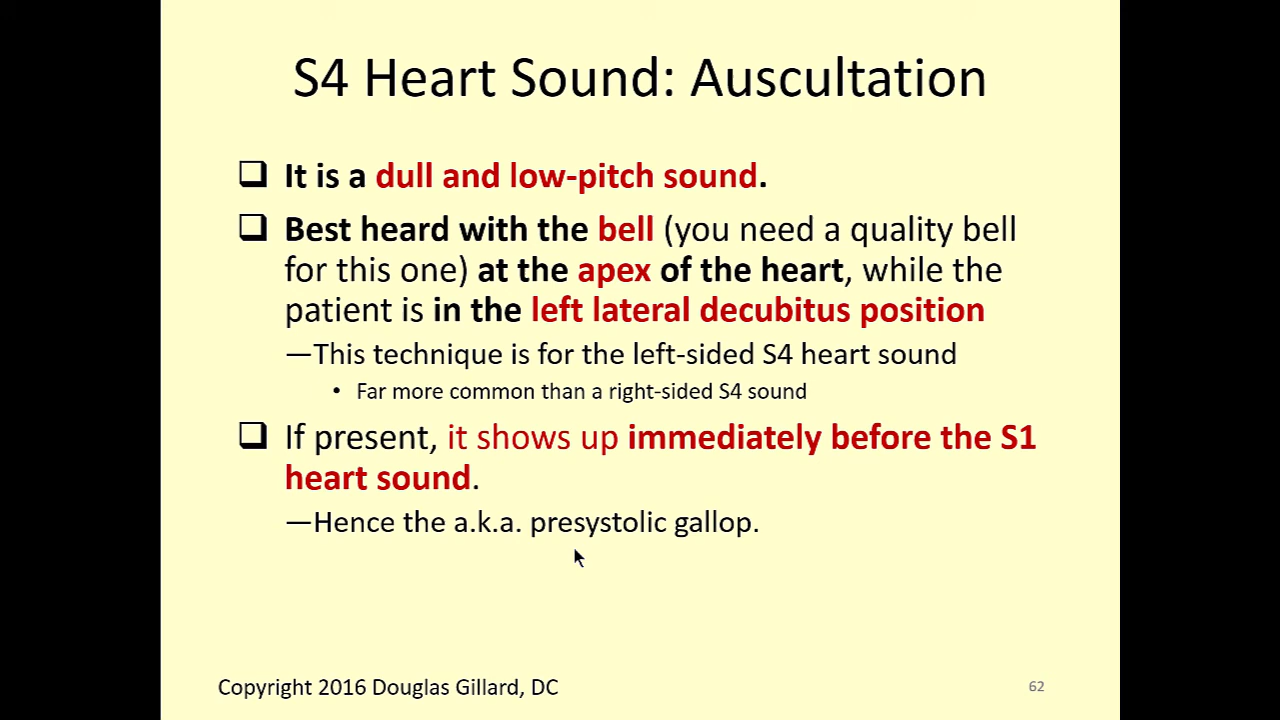 S4 Heart Sound: Auscultation
❑ It is a dull and low-pitch sound.
❑ Best heard with the bell (you need a quality bell
for this one) at the apex of the heart, while the
patient is in the left lateral decubitus position
—This technique is for the left-sided S4 heart sound
• Far more common than a right-sided S4 sound
❑ If present, it shows up immediately before the S1
heart sound.
—Hence the a.k.a. presystolic gallop.
Copyright 2016 Douglas Gillard, DC
62